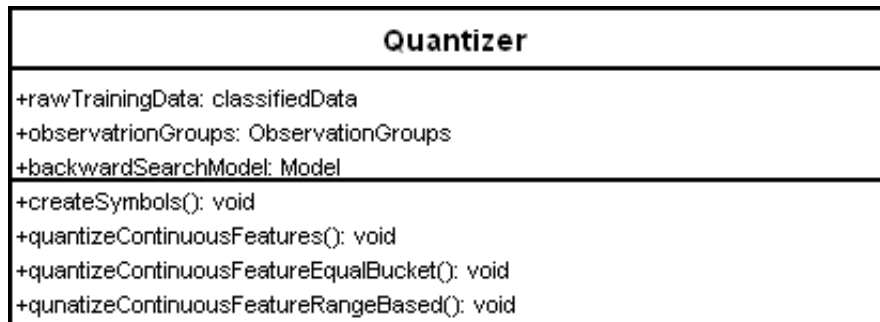 Quantizer
+rawTrainingData: classifiedData
+observatrionGroups: ObservationGroups
+backwardSearchModel: Model
+createSymbols(): void
+quantizeContinuousFeatures(): void
+quantizeContinuousFeatureEqualBucket(): void
+qunatizeContinuousFeatureRangeBased(): void